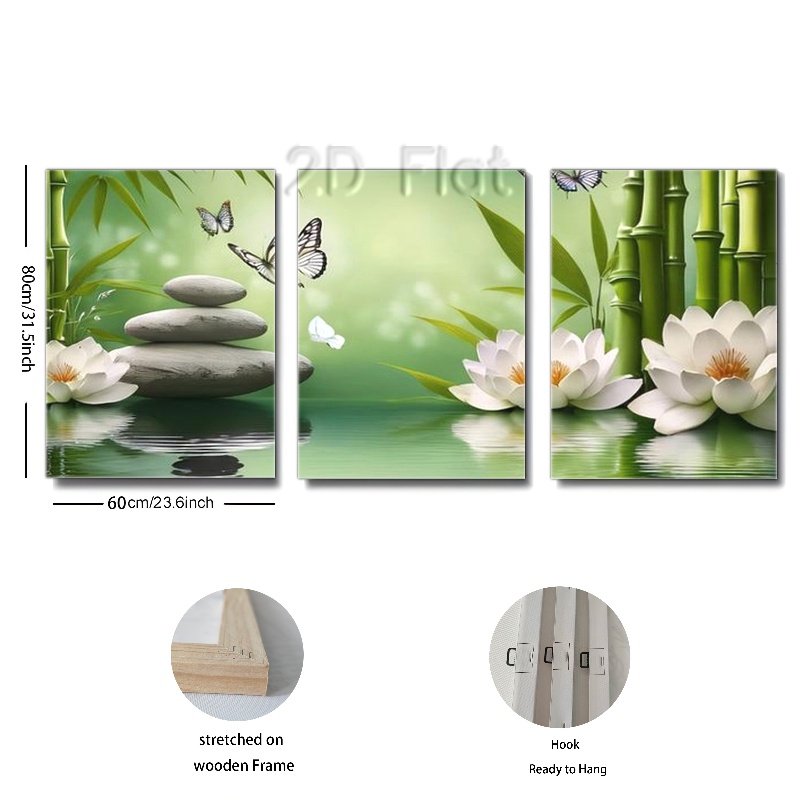 2D Flat
80cm/31.5inch
60cm/23.6inch
stretched on
wooden Frame
Hook
Ready to Hang